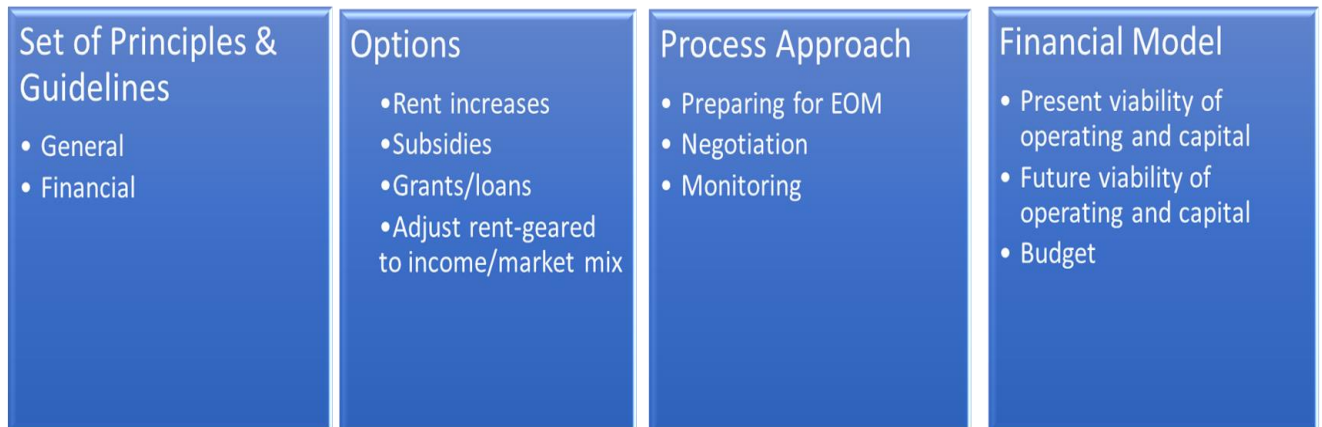 Set of Principles &
Guidelines
• General
• Financial
Options
•Rent increases
•Subsidies
•Grants/loans
•Adjust rent-geared
to income/market mix
Process Approach
• Preparing for EOM
• Negotiation
• Monitoring
Financial Model
• Present viability of
operating and capital
• Future viability of
operating and capital
• Budget